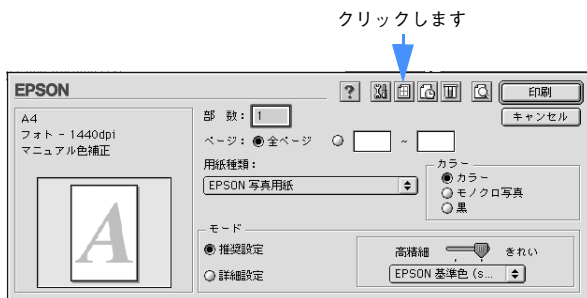 クリックします
EPSON
?
印刷
キャンセル
A4
フォト - 1440dpi
マニュアル色補正
部 数: 1
ページ: 全ページ ~
用紙種類:
EPSON 写真用紙
カラー
カラー
モノクロ写真
黒
A
モード
推奨設定
詳細設定
高精細 きれい
EPSON 基準色 (s...